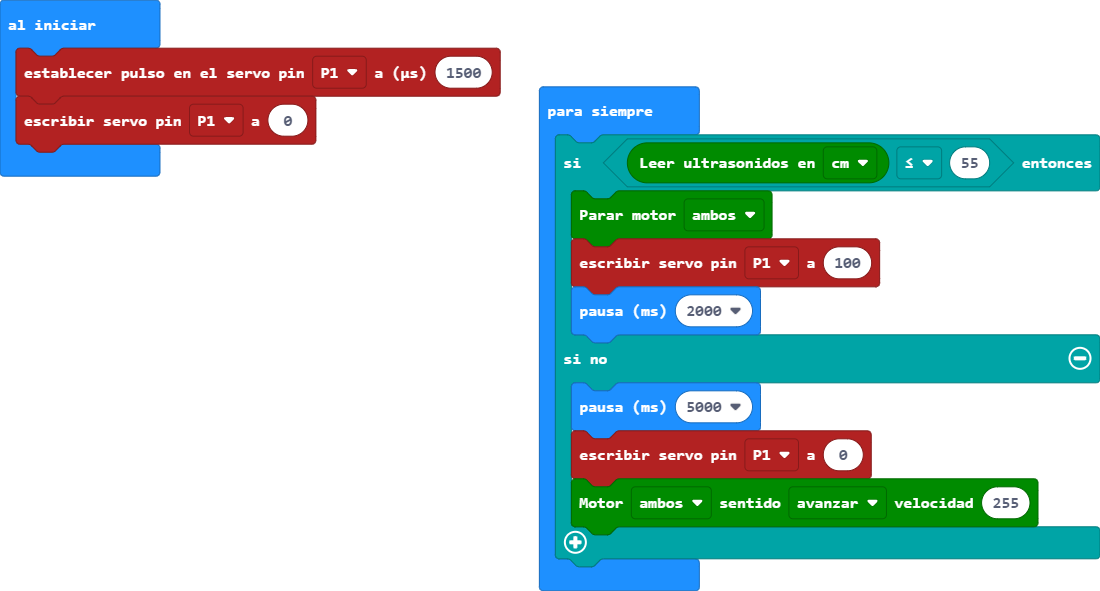 al iniciar
establecer pulso en el servo pin P1 a (µs) 1500
escribir servo pin P1 a 0
para siempre
si Leer ultrasonidos en cm ≤ 55 entonces
Parar motor ambos
escribir servo pin P1 a 100
pausa (ms) 2000
si no
pausa (ms) 5000
escribir servo pin P1 a 0
Motor ambos sentido avanzar velocidad 255